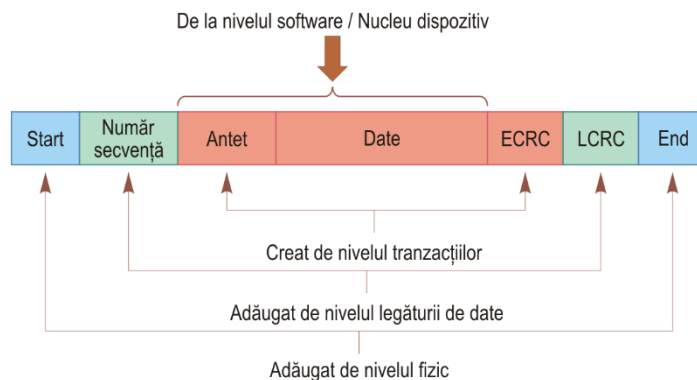 De la nivelul software / Nucleu dispozitiv
Start
Număr
secvență
Antet
Date
ECRC
LCRC
End
Creat de nivelul tranzacțiilor
Adăugat de nivelul legăturii de date
Adăugat de nivelul fizic